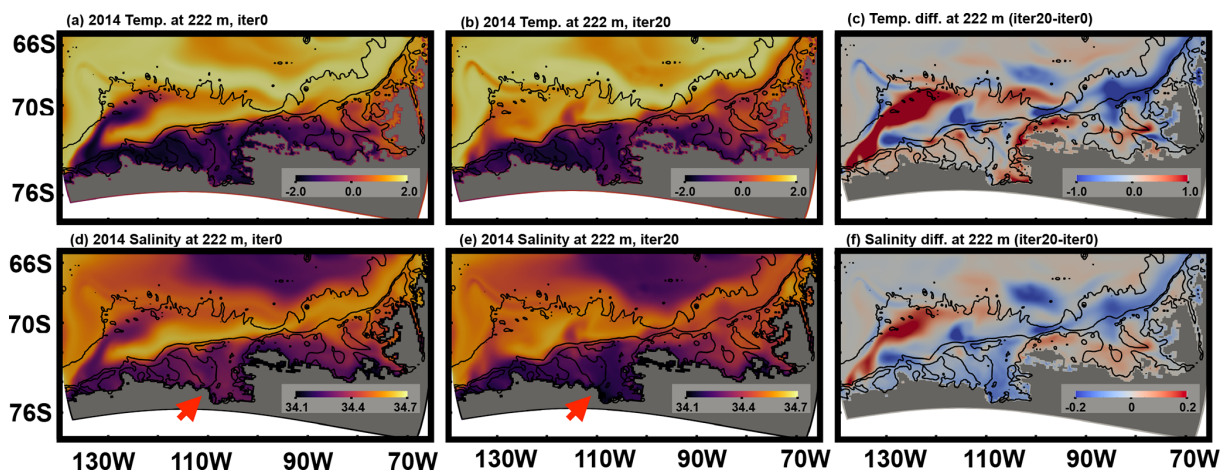 (a) 2014 Temp. at 222 m, iter0
(b) 2014 Temp. at 222 m, iter20
(c) Temp. diff. at 222 m (iter20-iter0)
66S
70S
76S
-2.0 0.0 2.0
-2.0 0.0 2.0
-1.0 0.0 1.0
(d) 2014 Salinity at 222 m, iter0
(e) 2014 Salinity at 222 m, iter20
(f) Salinity diff. at 222 m (iter20-iter0)
66S
70S
76S
34.1 34.4 34.7
34.1 34.4 34.7
-0.2 0 0.2
130W 110W 90W 70W
130W 110W 90W 70W
130W 110W 90W 70W